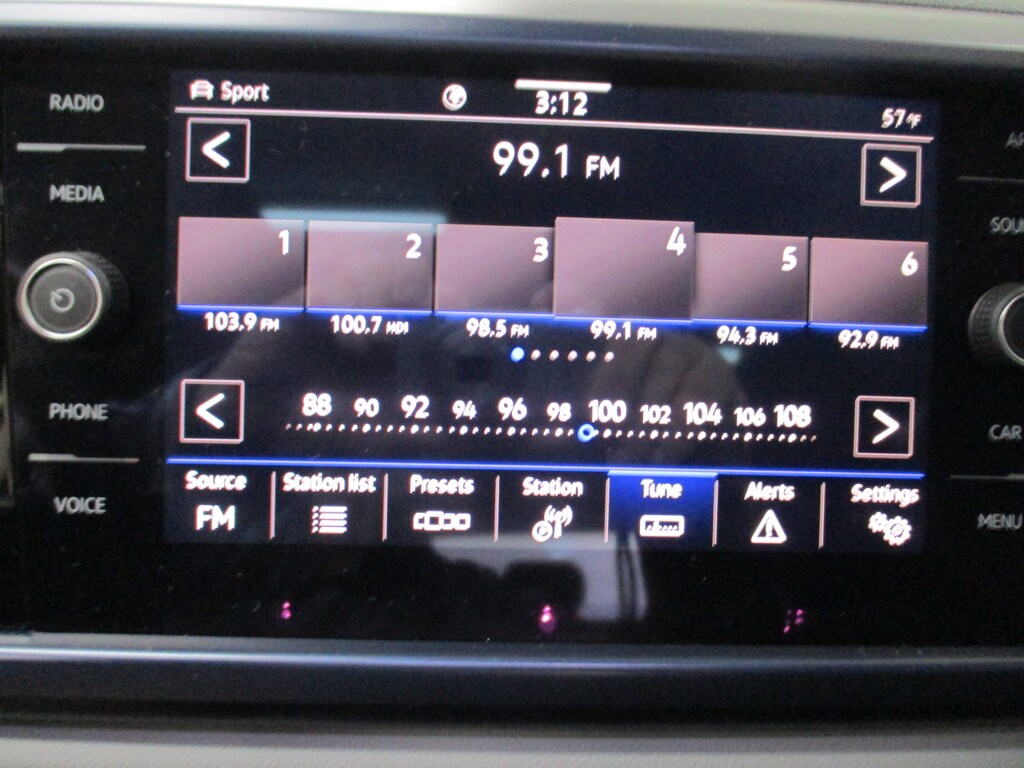 RADIO
MEDIA
PHONE
VOICE
Sport
3:12
57°F
<
99.1 FM
>
1 2 3 4 5 6
103.9 FM 100.7 HD1 98.5 FM 99.1 FM 94.3 FM 92.9 FM
<
88 90 92 94 96 98 100 102 104 106 108
>
Source Station list Presets Station Tune Alerts Settings
FM
SOU
CAR
MENU